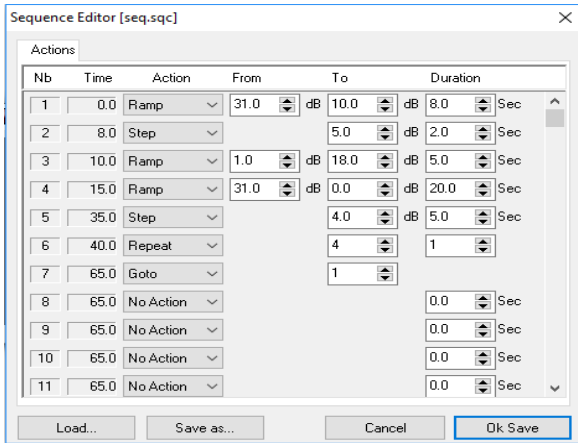 Sequence Editor [seq.sqc]
Actions
Nb Time Action From To Duration
1 0.0 Ramp 31.0 dB 10.0 dB 8.0 Sec
2 8.0 Step 5.0 dB 2.0 Sec
3 10.0 Ramp 1.0 dB 18.0 dB 5.0 Sec
4 15.0 Ramp 31.0 dB 0.0 dB 20.0 Sec
5 35.0 Step 4.0 dB 5.0 Sec
6 40.0 Repeat 4 1
7 65.0 Goto 1
8 65.0 No Action 0.0 Sec
9 65.0 No Action 0.0 Sec
10 65.0 No Action 0.0 Sec
11 65.0 No Action 0.0 Sec
Load... Save as... Cancel Ok Save